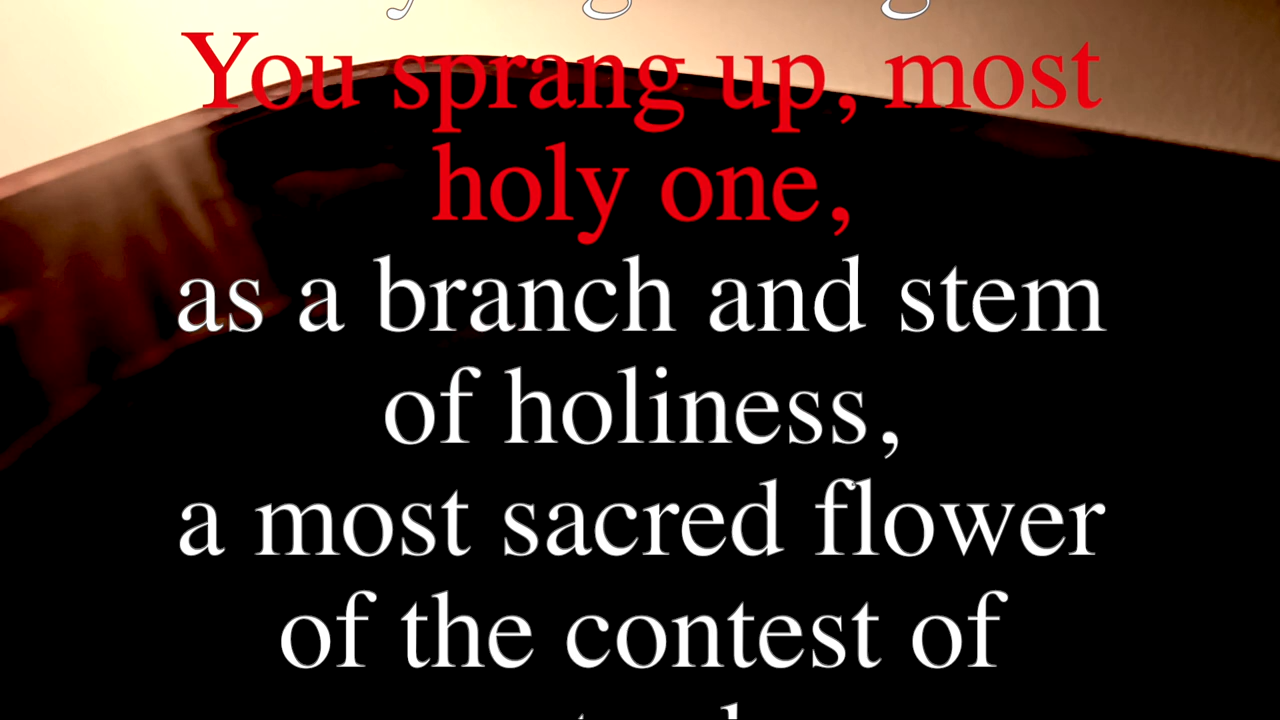 You sprang up, most
holy one,
as a branch and stem
of holiness,
a most sacred flower
of the contest of